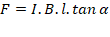 F = I . B . l . tan α